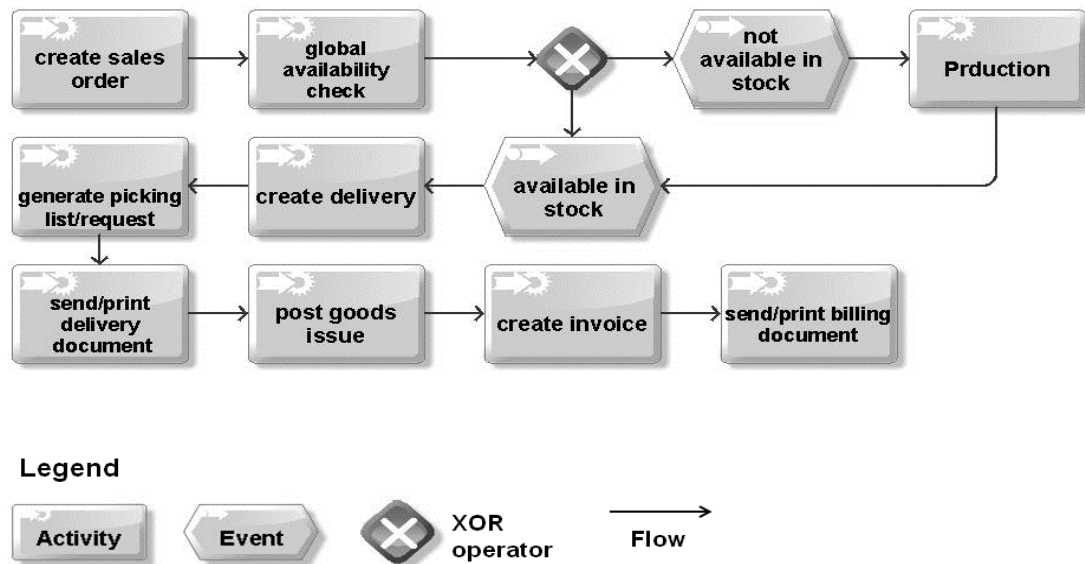 create sales
order
global
availability
check
not
available in
stock
Prduction
generate picking
list/request
create delivery
available in
stock
send/print
delivery
document
post goods
issue
create invoice
send/print billing
document
Legend
Activity
Event
XOR
operator
Flow